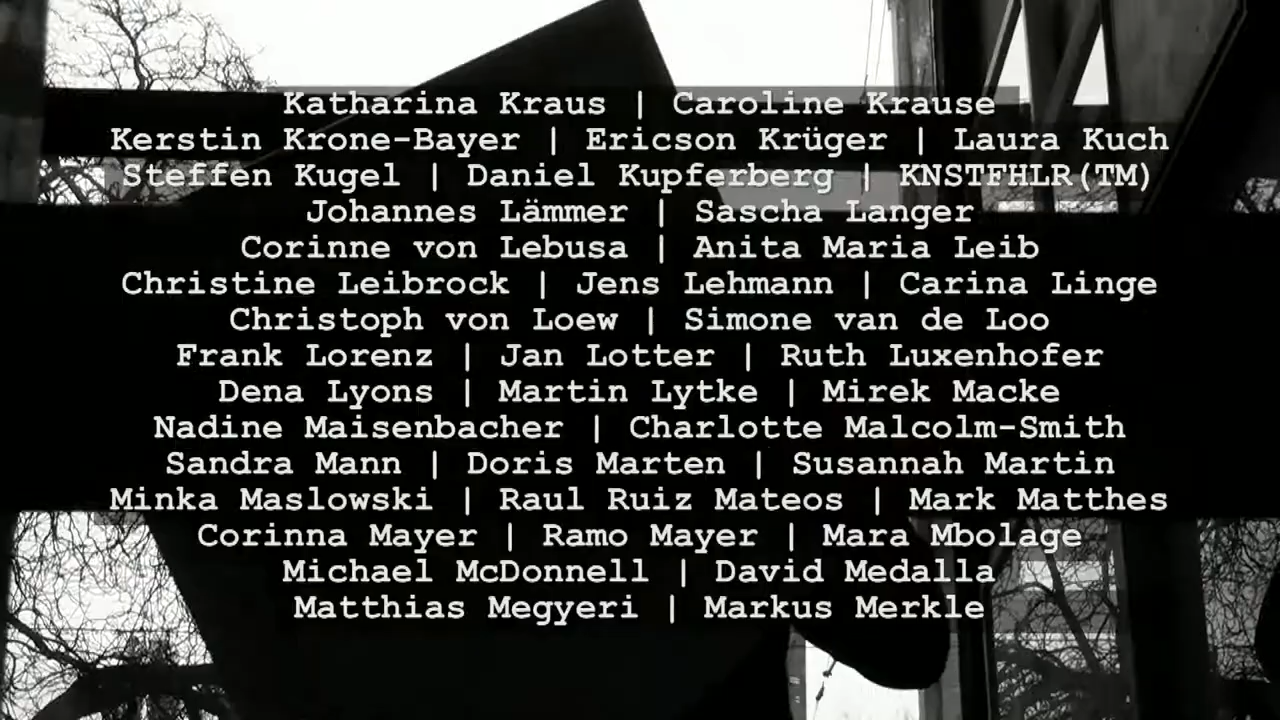 Katharina Kraus | Caroline Krause
Kerstin Krone-Bayer | Ericson Krüger | Laura Kuch
Steffen Kugel | Daniel Kupferberg | KNSTFHLR(TM)
Johannes Lämmer | Sascha Langer
Corinne von Lebusa | Anita Maria Leib
Christine Leibrock | Jens Lehmann | Carina Linge
Christoph von Loew | Simone van de Loo
Frank Lorenz | Jan Lotter | Ruth Luxenhofer
Dena Lyons | Martin Lytke | Mirek Macke
Nadine Maisenbacher | Charlotte Malcolm-Smith
Sandra Mann | Doris Marten | Susannah Martin
Minka Maslowski | Raul Ruiz Mateos | Mark Matthes
Corinna Mayer | Ramo Mayer | Mara Mbolage
Michael McDonnell | David Medalla
Matthias Megyeri | Markus Merkle